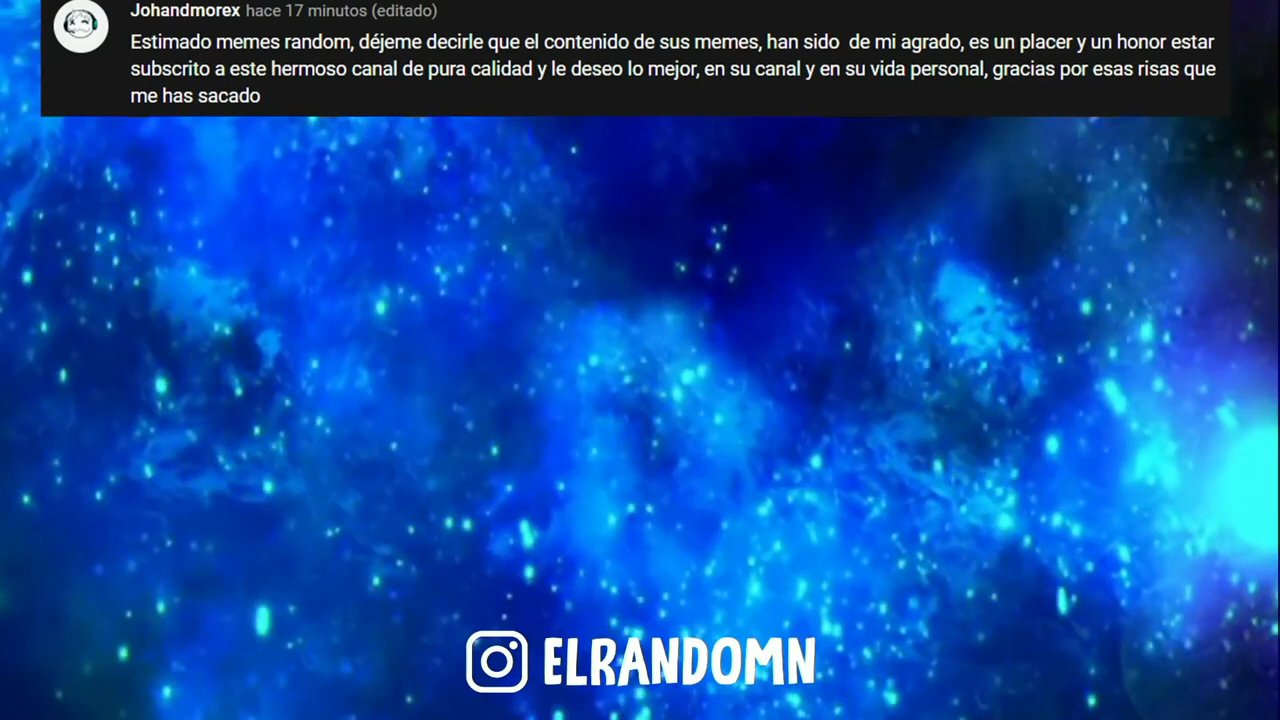 Johandmorex hace 17 minutos (editado)
Estimado memes random, déjeme decirle que el contenido de sus memes, han sido  de mi agrado, es un placer y un honor estar
subscrito a este hermoso canal de pura calidad y le deseo lo mejor, en su canal y en su vida personal, gracias por esas risas que
me has sacado
ELRANDOMN